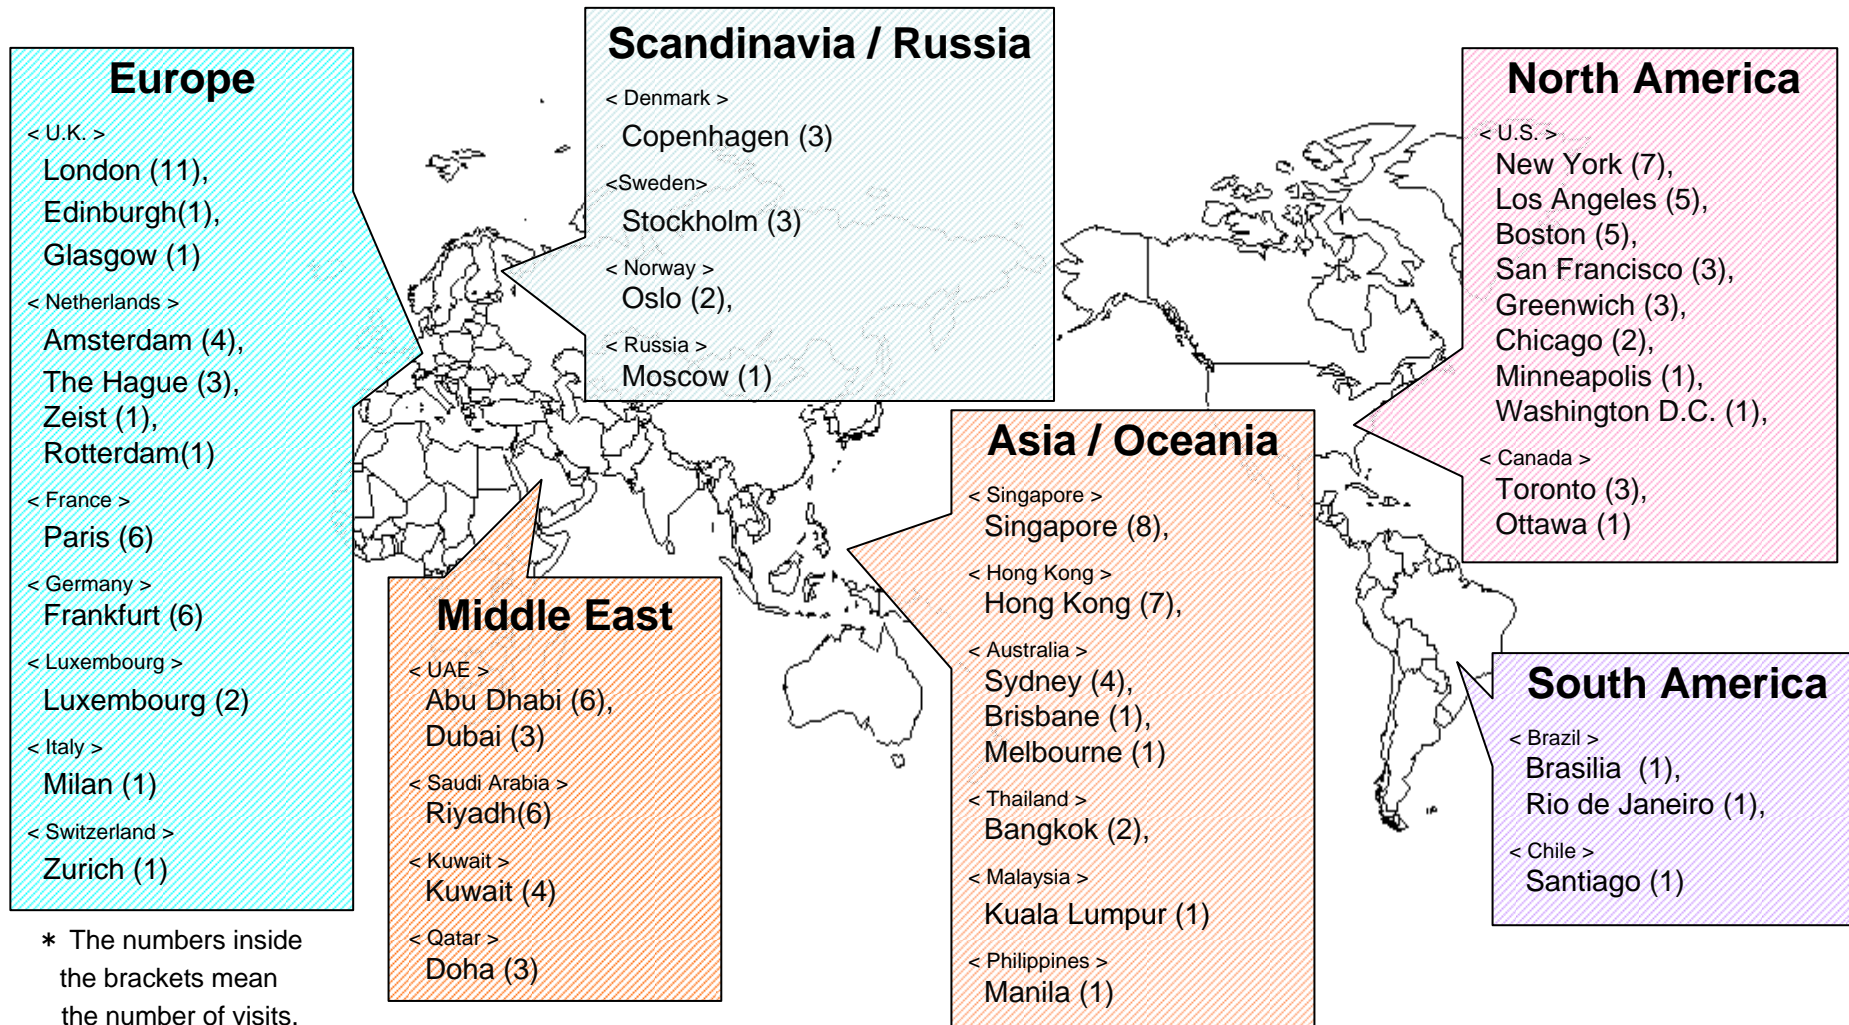 Europe
< U.K. >
London (11),
Edinburgh(1),
Glasgow (1)
< Netherlands >
Amsterdam (4),
The Hague (3),
Zeist (1),
Rotterdam(1)
< France >
Paris (6)
< Germany >
Frankfurt (6)
< Luxembourg >
Luxembourg (2)
< Italy >
Milan (1)
< Switzerland >
Zurich (1)
* The numbers inside
the brackets mean
the number of visits.
Scandinavia / Russia
< Denmark >
Copenhagen (3)
<Sweden>
Stockholm (3)
< Norway >
Oslo (2),
< Russia >
Moscow (1)
Middle East
< UAE >
Abu Dhabi (6),
Dubai (3)
< Saudi Arabia >
Riyadh(6)
< Kuwait >
Kuwait (4)
< Qatar >
Doha (3)
Asia / Oceania
< Singapore >
Singapore (8),
< Hong Kong >
Hong Kong (7),
< Australia >
Sydney (4),
Brisbane (1),
Melbourne (1)
< Thailand >
Bangkok (2),
< Malaysia >
Kuala Lumpur (1)
< Philippines >
Manila (1)
North America
< U.S. >
New York (7),
Los Angeles (5),
Boston (5),
San Francisco (3),
Greenwich (3),
Chicago (2),
Minneapolis (1),
Washington D.C. (1),
< Canada >
Toronto (3),
Ottawa (1)
South America
< Brazil >
Brasilia (1),
Rio de Janeiro (1),
< Chile >
Santiago (1)